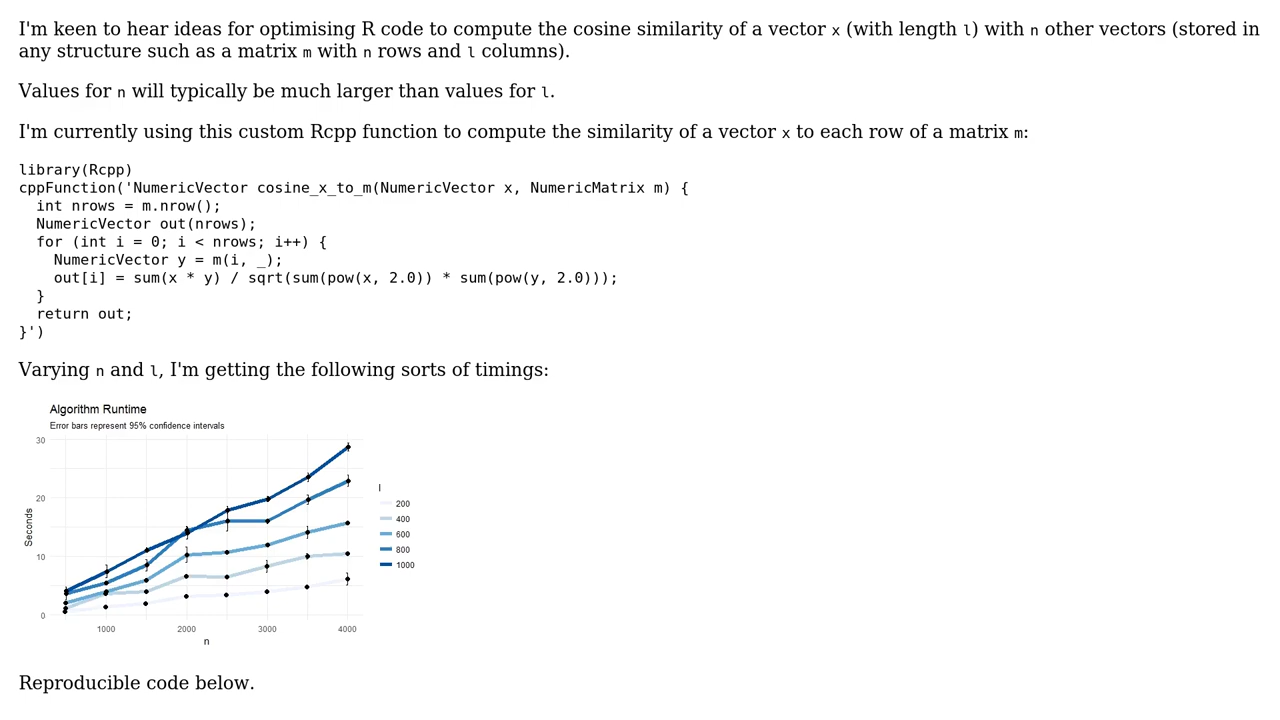 I'm keen to hear ideas for optimising R code to compute the cosine similarity of a vector x (with length l) with n other vectors (stored in
any structure such as a matrix m with n rows and l columns).
Values for n will typically be much larger than values for l.
I'm currently using this custom Rcpp function to compute the similarity of a vector x to each row of a matrix m:
library(Rcpp)
cppFunction('NumericVector cosine_x_to_m(NumericVector x, NumericMatrix m) {
  int nrows = m.nrow();
  NumericVector out(nrows);
  for (int i = 0; i < nrows; i++) {
    NumericVector y = m(i, _);
    out[i] = sum(x * y) / sqrt(sum(pow(x, 2.0)) * sum(pow(y, 2.0)));
  }
  return out;
}')
Varying n and l, I'm getting the following sorts of timings:
Algorithm Runtime
Error bars represent 95% confidence intervals
30
20
10
0
Seconds
1000 2000 3000 4000
n
l
200
400
600
800
1000
Reproducible code below.